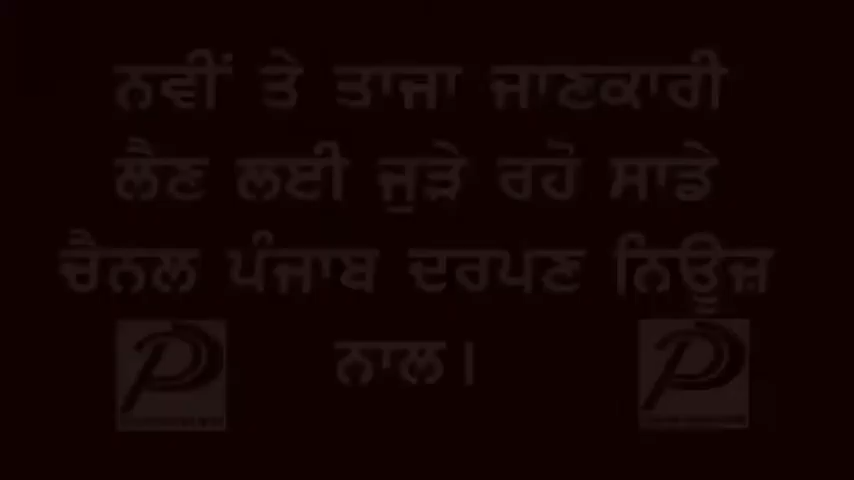 ਨਵੀਂ ਤੇ ਤਾਜਾ ਜਾਣਕਾਰੀ
ਲੈਣ ਲਈ ਜੁੜੇ ਰਹੋ ਸਾਡੇ
ਚੈਨਲ ਪੰਜਾਬ ਦਰਪਣ ਨਿਊਜ਼
ਨਾਲ।